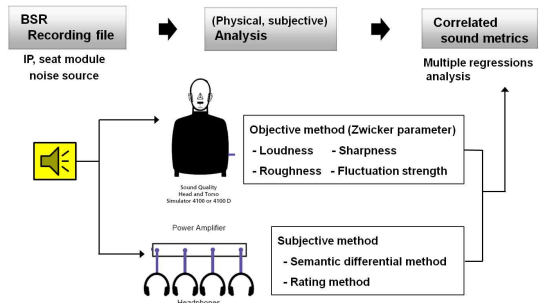 BSR
Recording file
(Physical, subjective)
Analysis
Correlated
sound metrics
IP, seat module
noise source
Multiple regressions
analysis
Objective method (Zwicker parameter)
- Loudness - Sharpness
- Roughness - Fluctuation strength
Sound Quality
Head and Torso
Simulator 4100 or 4100 D
Power Amplifier
Subjective method
- Semantic differential method
- Rating method
Headphones